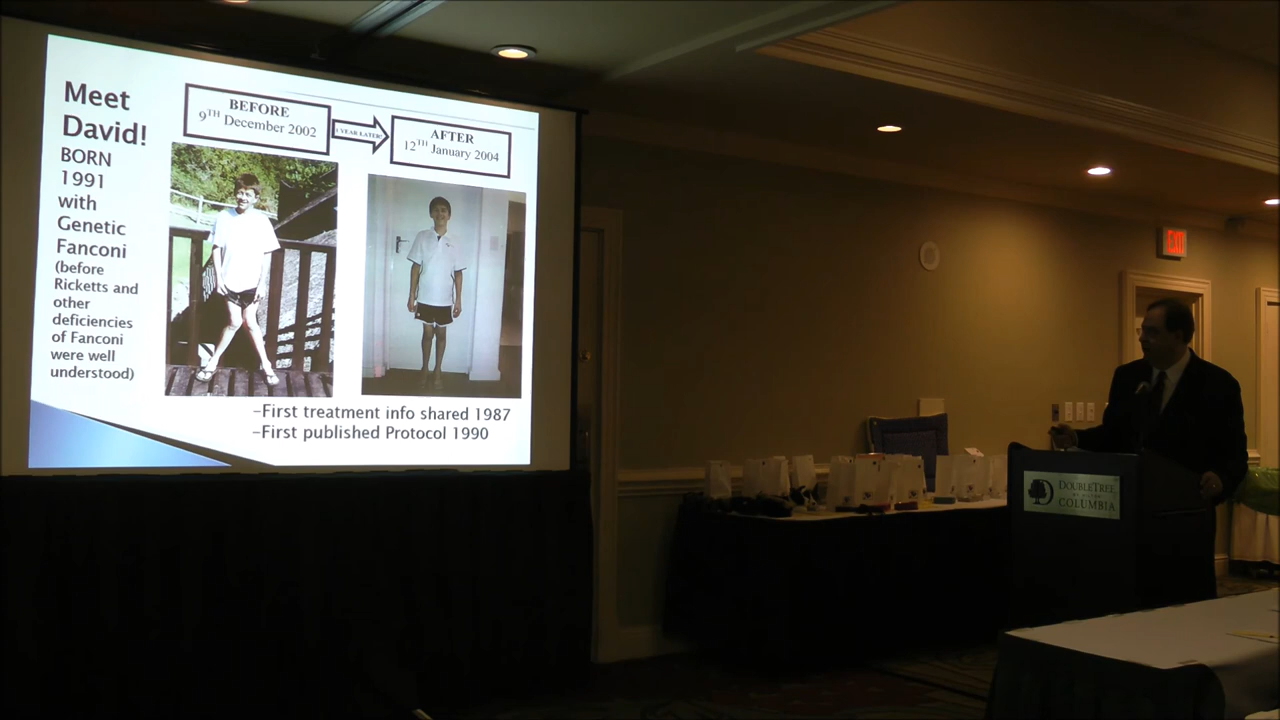 Meet
David!
BORN
1991
with
Genetic
Fanconi
(before
Ricketts and
other
deficiencies
of Fanconi
were well
understood)
BEFORE
9TH December 2002
1 YEAR LATER!
AFTER
12TH January 2004
-First treatment info shared 1987
-First published Protocol 1990
EXIT
DOUBLETREE
BY HILTON
COLUMBIA